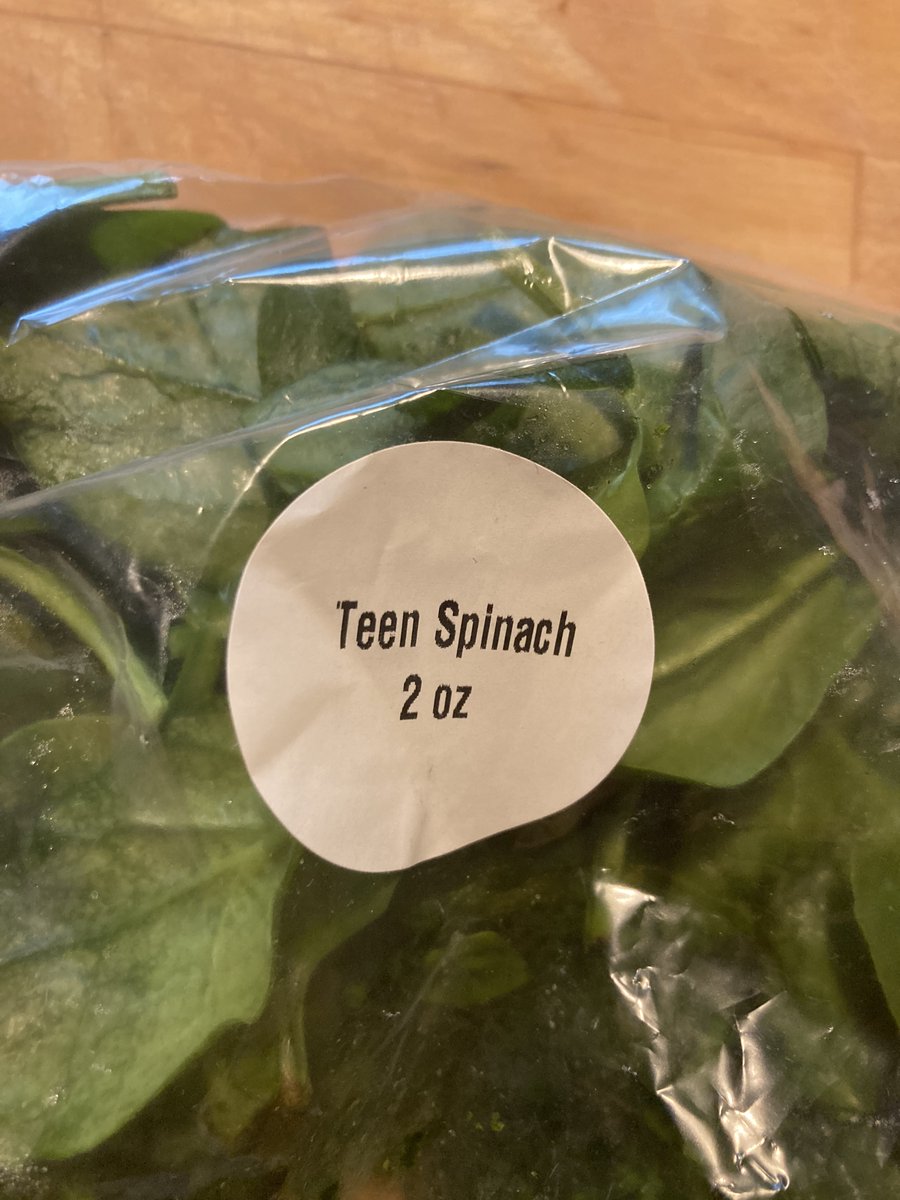 Teen Spinach
2 oz